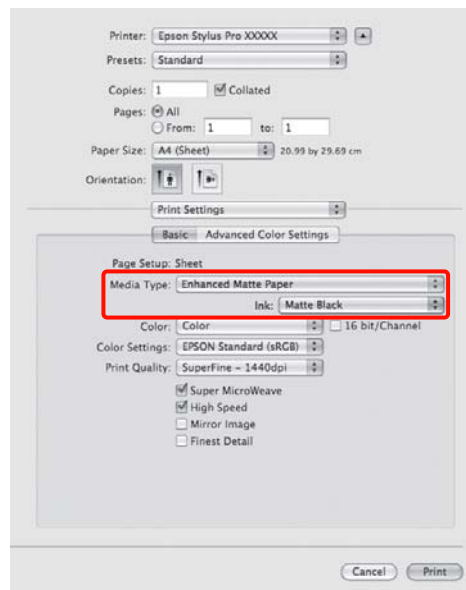 Printer: Epson Stylus Pro XXXXX
Presets: Standard
Copies: 1 Collated
Pages: All
From: 1 to: 1
Paper Size: A4 (Sheet) 20.99 by 29.69 cm
Orientation:
Print Settings
Basic Advanced Color Settings
Page Setup: Sheet
Media Type: Enhanced Matte Paper
Ink: Matte Black
Color: Color 16 bit/Channel
Color Settings: EPSON Standard (sRGB)
Print Quality: SuperFine - 1440dpi
Super MicroWeave
High Speed
Mirror Image
Finest Detail
Cancel Print